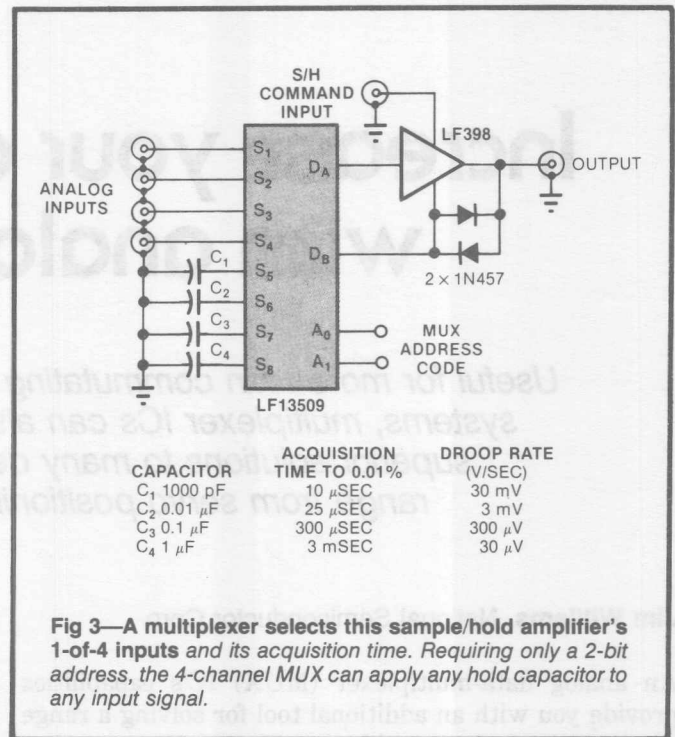 S/H
COMMAND
INPUT
LF398
OUTPUT
ANALOG
INPUTS
S₁
S₂
S₃
S₄
S₅
S₆
S₇
S₈
D_A
D_B
A₀
A₁
C₁
C₂
C₃
C₄
2 × 1N457
MUX
ADDRESS
CODE
LF13509
CAPACITOR ACQUISITION TIME TO 0.01% DROOP RATE (V/SEC)
C₁ 1000 pF 10 μSEC 30 mV
C₂ 0.01 μF 25 μSEC 3 mV
C₃ 0.1 μF 300 μSEC 300 μV
C₄ 1 μF 3 mSEC 30 μV
Fig 3—A multiplexer selects this sample/hold amplifier's
1-of-4 inputs and its acquisition time. Requiring only a 2-bit
address, the 4-channel MUX can apply any hold capacitor to
any input signal.